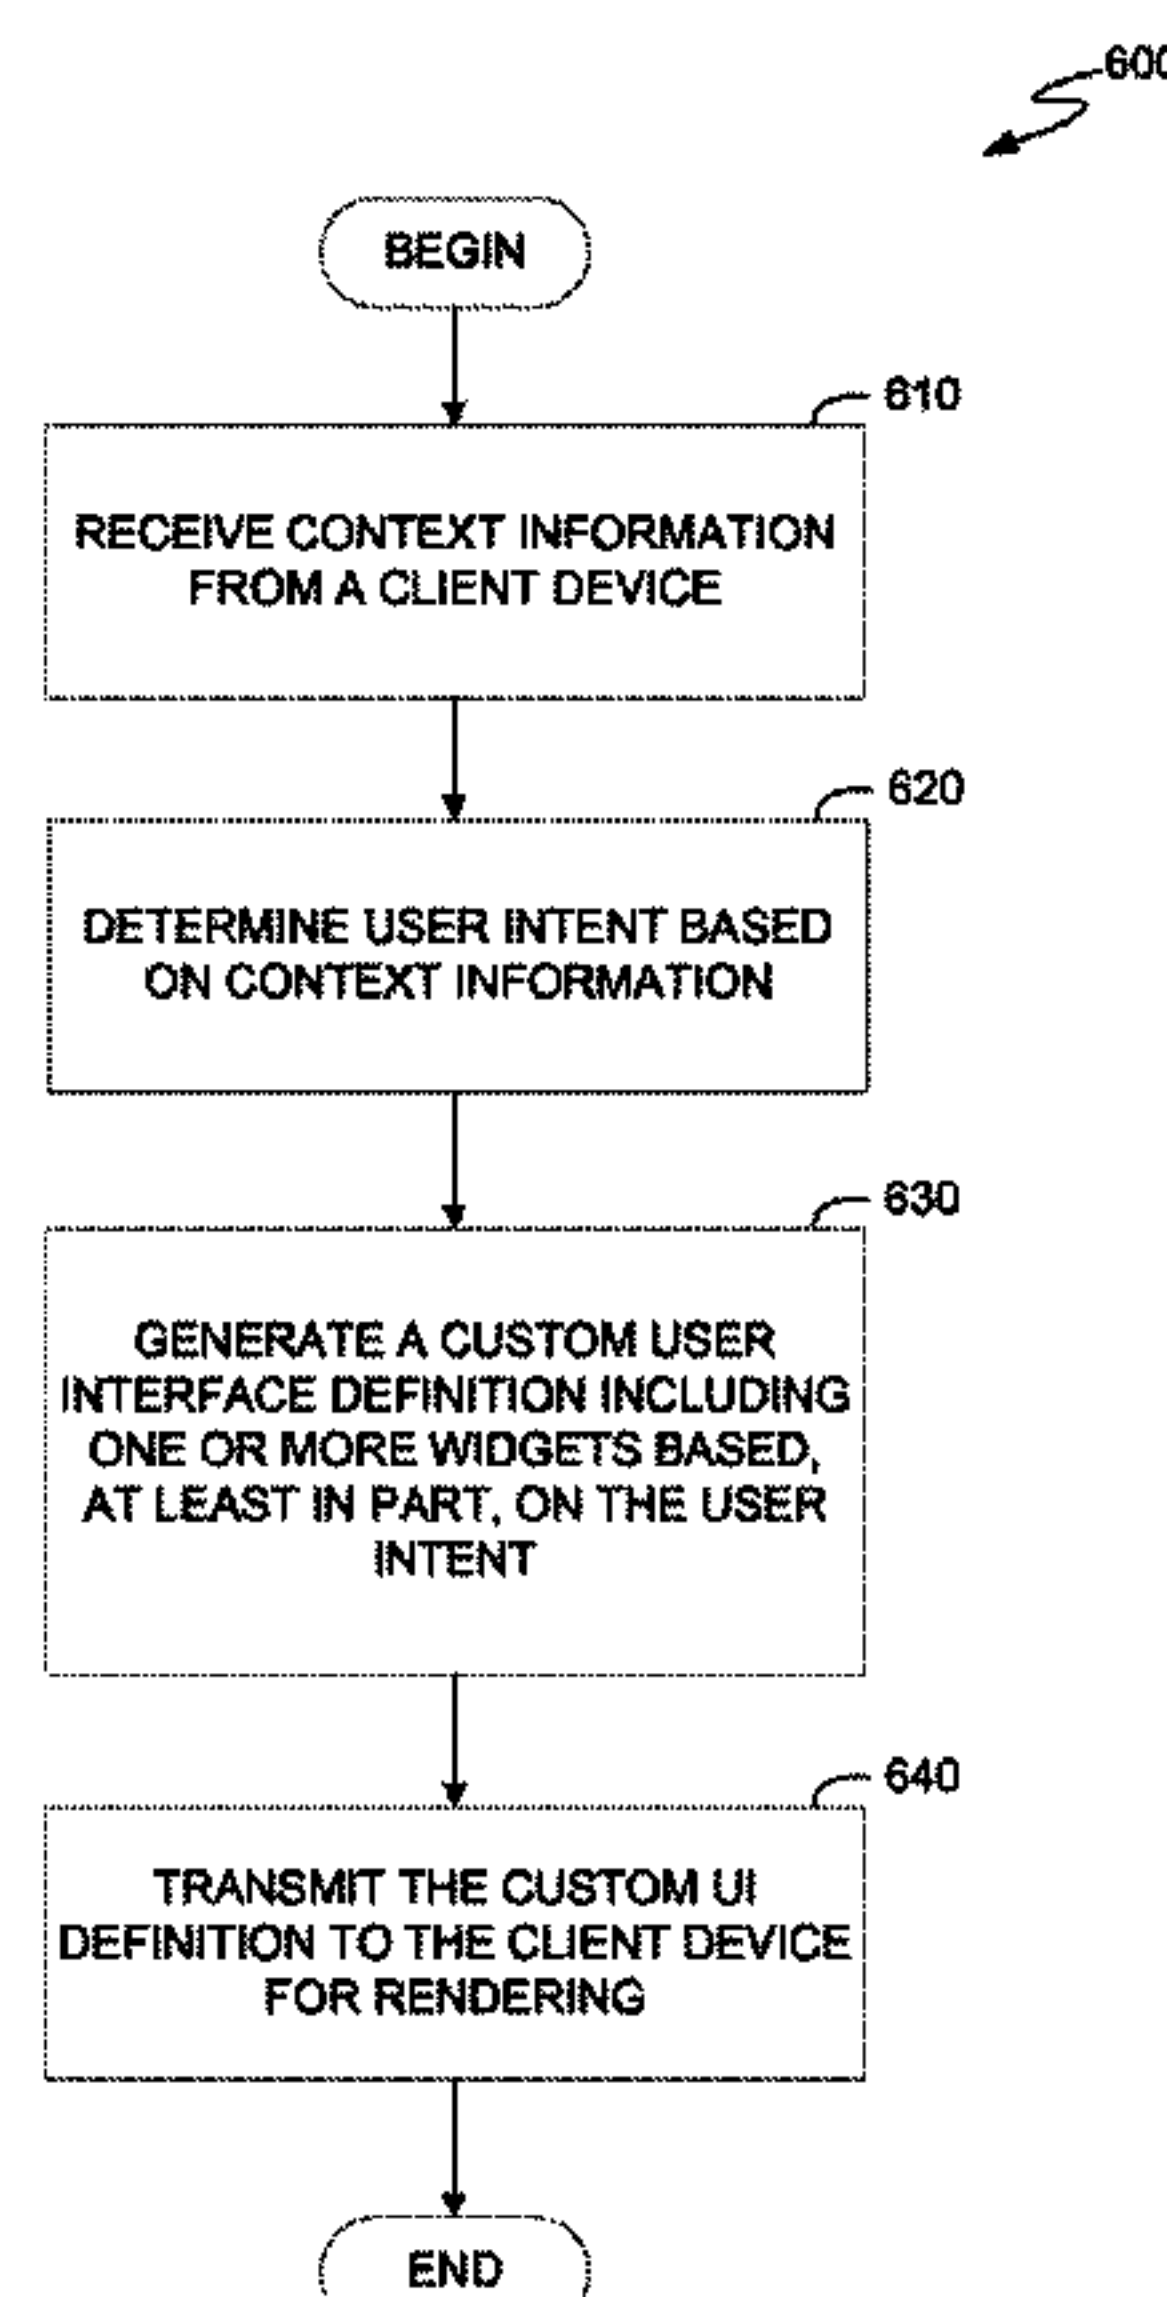 600
BEGIN
610
RECEIVE CONTEXT INFORMATION
FROM A CLIENT DEVICE
620
DETERMINE USER INTENT BASED
ON CONTEXT INFORMATION
630
GENERATE A CUSTOM USER
INTERFACE DEFINITION INCLUDING
ONE OR MORE WIDGETS BASED,
AT LEAST IN PART, ON THE USER
INTENT
640
TRANSMIT THE CUSTOM UI
DEFINITION TO THE CLIENT DEVICE
FOR RENDERING
END